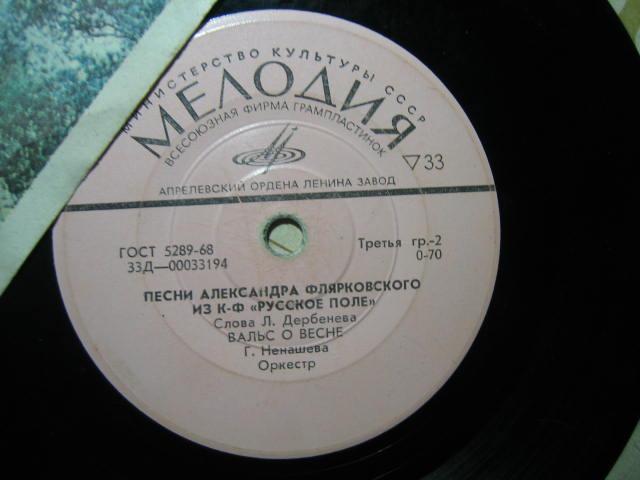 МИНИСТЕРСТВО КУЛЬТУРЫ СССР
МЕЛОДИЯ
ВСЕСОЮЗНАЯ ФИРМА ГРАМПЛАСТИНОК
33
АПРЕЛЕВСКИЙ ОРДЕНА ЛЕНИНА ЗАВОД
ГОСТ 5289-68
Третья гр.-2
33Д—00033194
0-70
ПЕСНИ АЛЕКСАНДРА ФЛЯРКОВСКОГО
ИЗ К-Ф «РУССКОЕ ПОЛЕ»
Слова Л. Дербенева
ВАЛЬС О ВЕСНЕ
Г. Ненашева
Оркестр